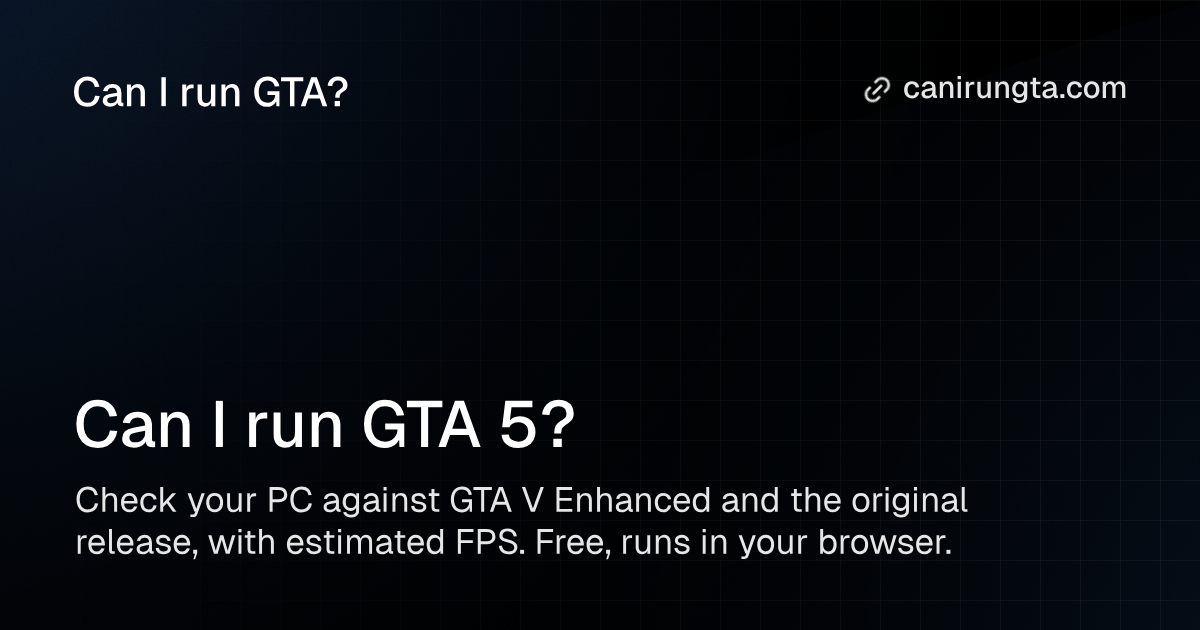 Can I run GTA?
canirungta.com
Can I run GTA 5?
Check your PC against GTA V Enhanced and the original
release, with estimated FPS. Free, runs in your browser.